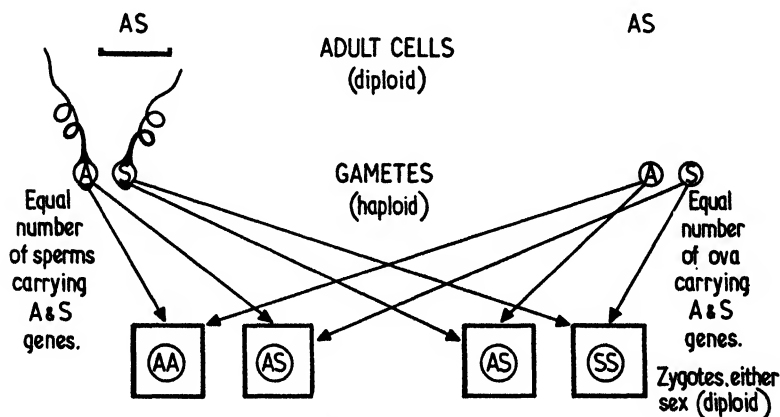 AS
AS
ADULT CELLS
(diploid)
A
S
GAMETES
(haploid)
A
S
Equal
number
of sperms
carrying
A & S
genes.
Equal
number
of ova
carrying
A & S
genes.
AA
AS
AS
SS
Zygotes, either
sex (diploid)